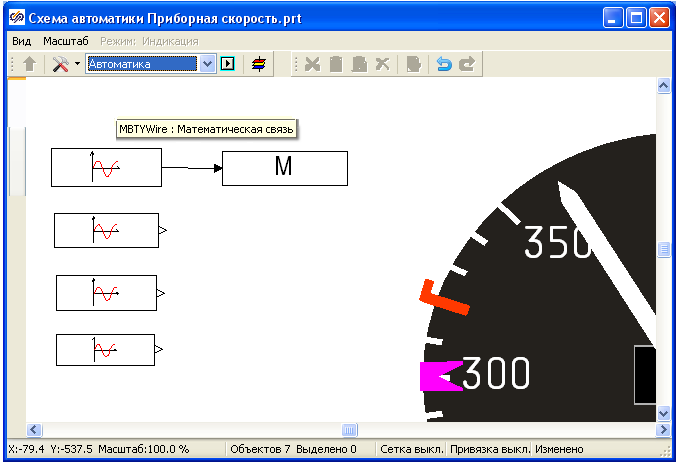 Схема автоматики Приборная скорость.prt
Вид Масштаб Режим: Индикация
Автоматика
MBTYWire : Математическая связь
M
350
300
X:-79.4 Y:-537.5 Масштаб:100.0 % Объектов 7 Выделено 0 Сетка выкл. Привязка выкл. Изменено